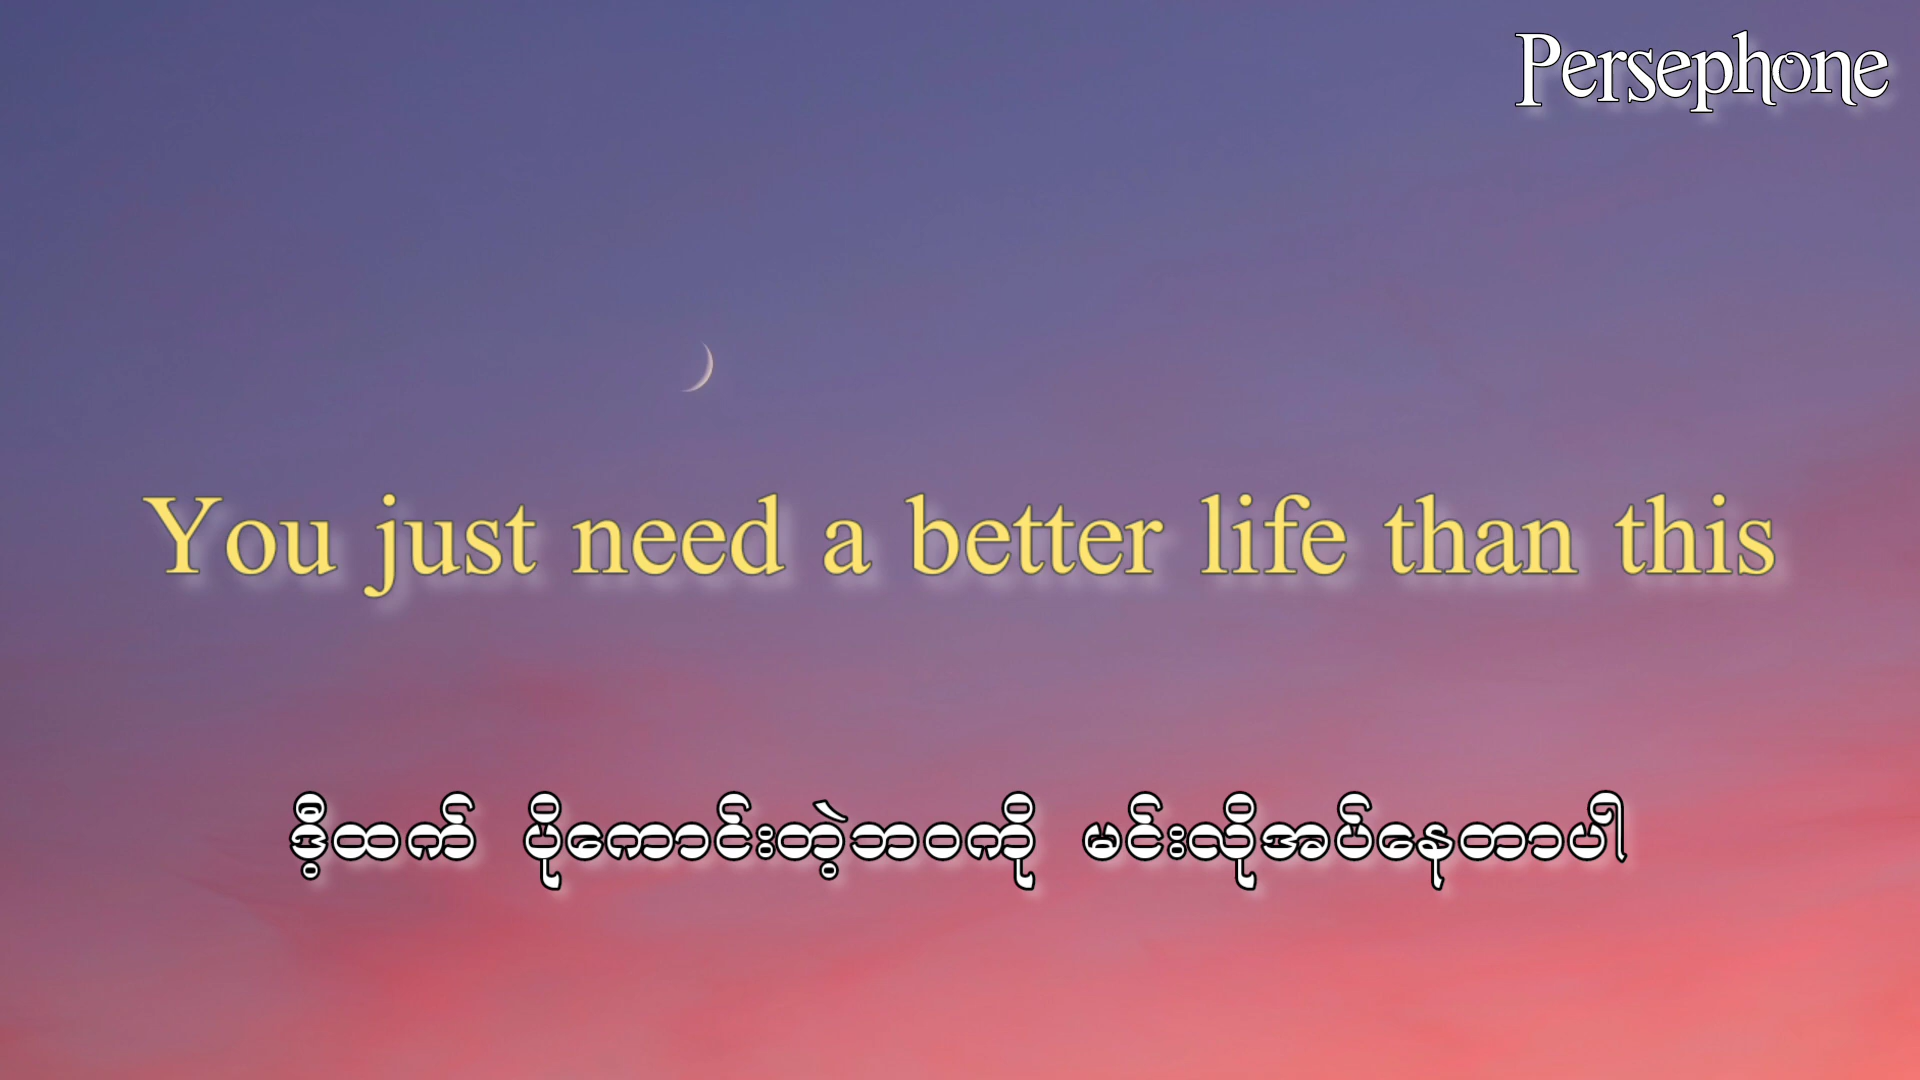 Persephone
You just need a better life than this
ဒီ့ထက် ပိုကောင်းတဲ့ဘဝကို မင်းလိုအပ်နေတာပါ